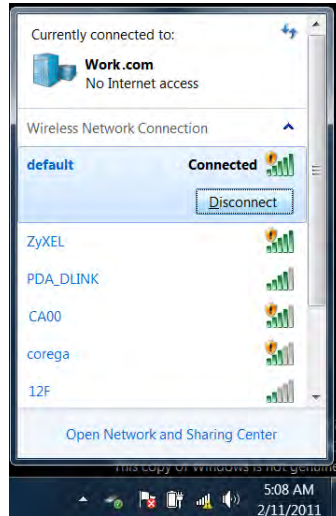 Currently connected to:
Work.com
No Internet access
Wireless Network Connection
default Connected
Disconnect
ZyXEL
PDA_DLINK
CA00
corega
12F
Open Network and Sharing Center
This copy of Windows is not genuine
5:08 AM
2/11/2011